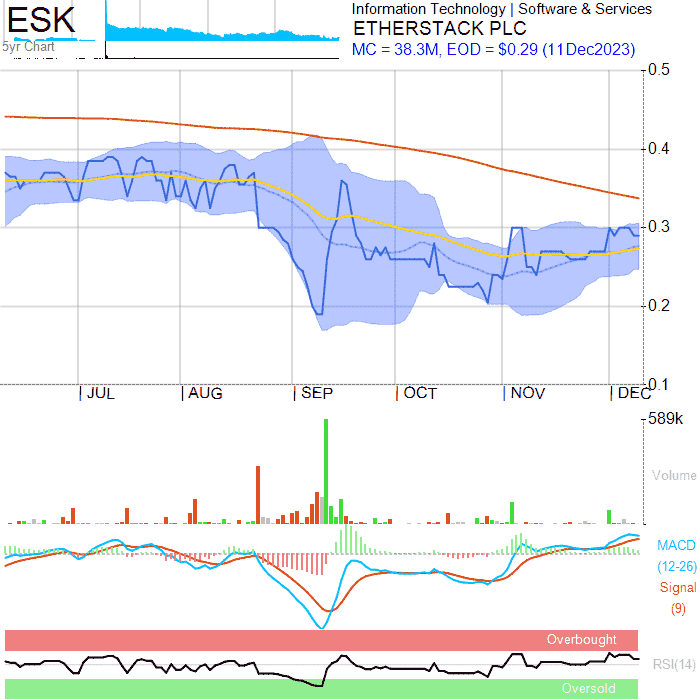 ESK
5yr Chart
Information Technology | Software & Services
ETHERSTACK PLC
MC = 38.3M, EOD = $0.29 (11Dec2023)
0.5
0.4
0.3
0.2
0.1
JUL AUG SEP OCT NOV DEC
589k
Volume
MACD
(12-26)
Signal
(9)
Overbought
RSI(14)
Oversold